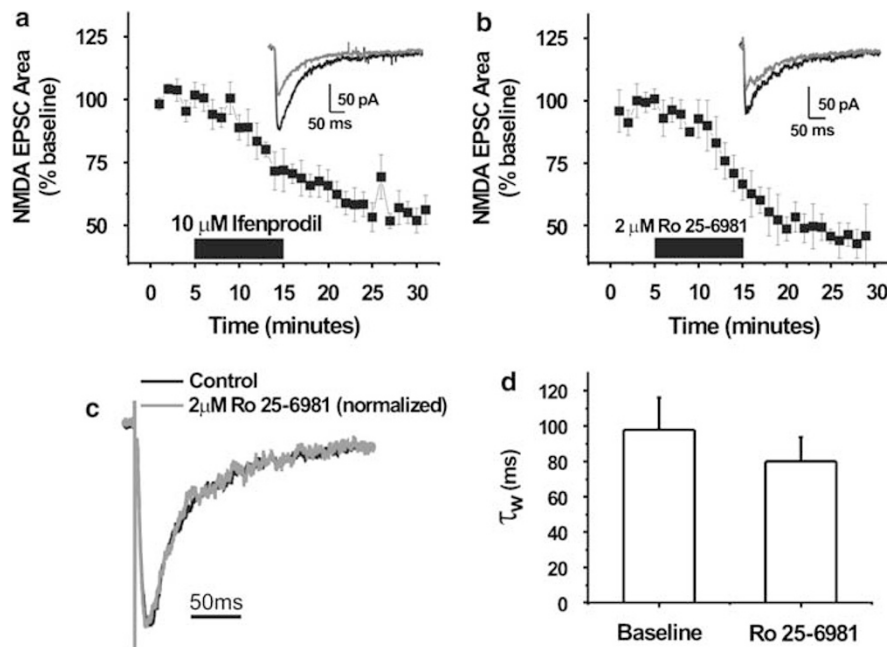 a
125
100
75
50
NMDA EPSC Area
(% baseline)
50 pA
50 ms
10 μM Ifenprodil
0 5 10 15 20 25 30
Time (minutes)
b
125
100
75
50
NMDA EPSC Area
(% baseline)
50 pA
50 ms
2 μM Ro 25-6981
0 5 10 15 20 25 30
Time (minutes)
c
Control
2μM Ro 25-6981 (normalized)
50ms
d
120
100
80
60
40
20
0
τw (ms)
Baseline Ro 25-6981